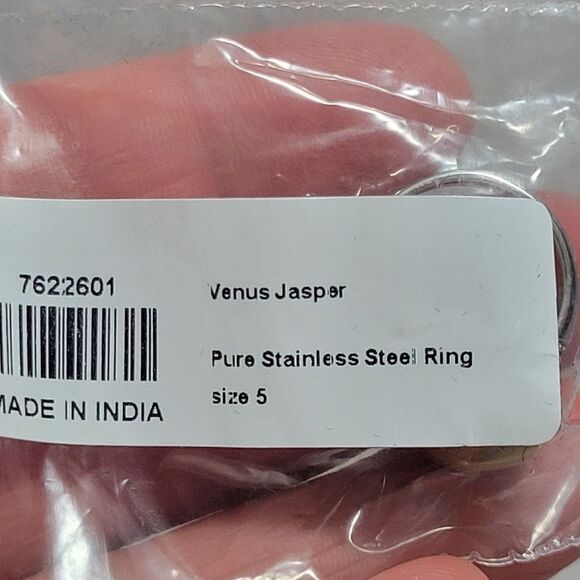 7622601
MADE IN INDIA
Venus Jasper
Pure Stainless Steel Ring
size 5